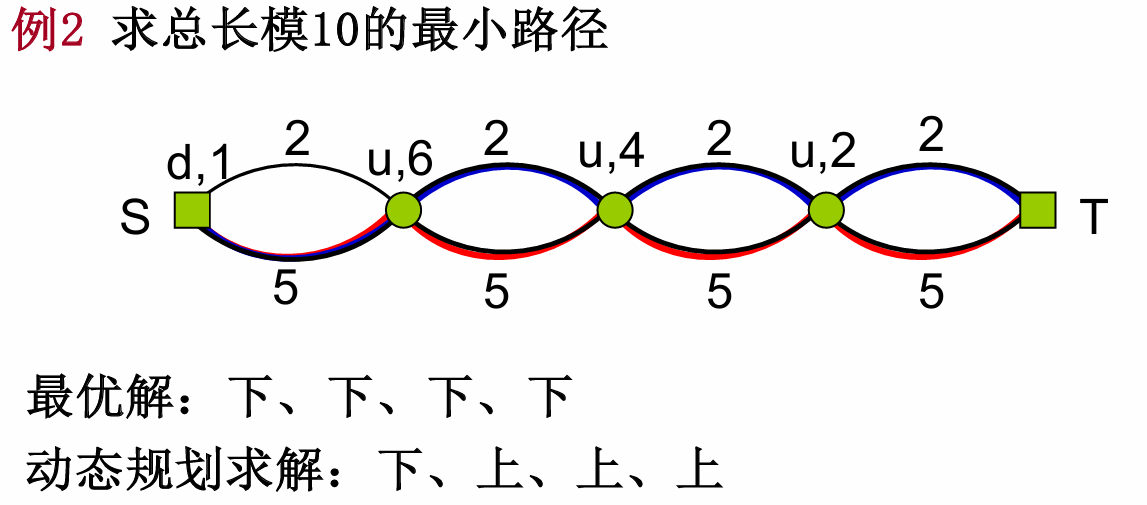 例2 求总长模10的最小路径
2 2 2 2
d,1 u,6 u,4 u,2
S T
5 5 5 5
最优解：下、下、下、下
动态规划求解：下、上、上、上